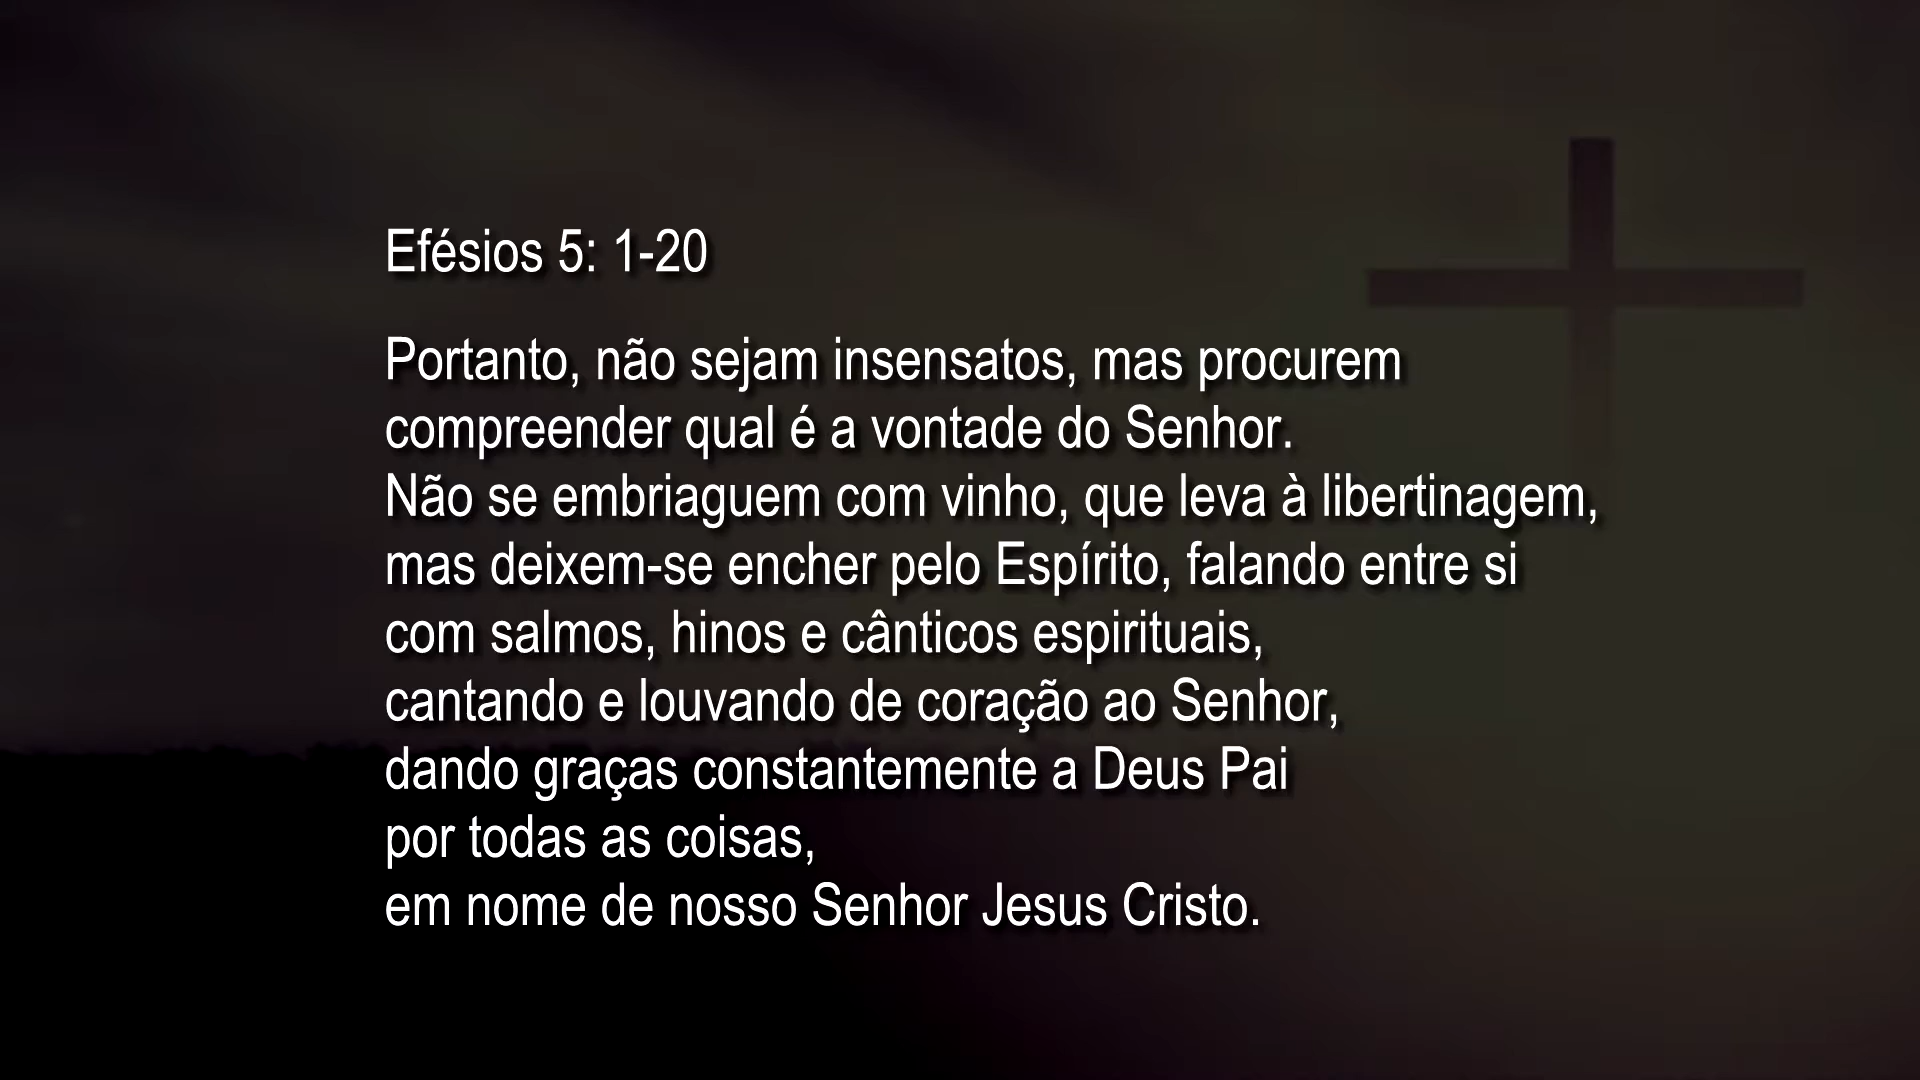 Efésios 5: 1-20
Portanto, não sejam insensatos, mas procurem
compreender qual é a vontade do Senhor.
Não se embriaguem com vinho, que leva à libertinagem,
mas deixem-se encher pelo Espírito, falando entre si
com salmos, hinos e cânticos espirituais,
cantando e louvando de coração ao Senhor,
dando graças constantemente a Deus Pai
por todas as coisas,
em nome de nosso Senhor Jesus Cristo.